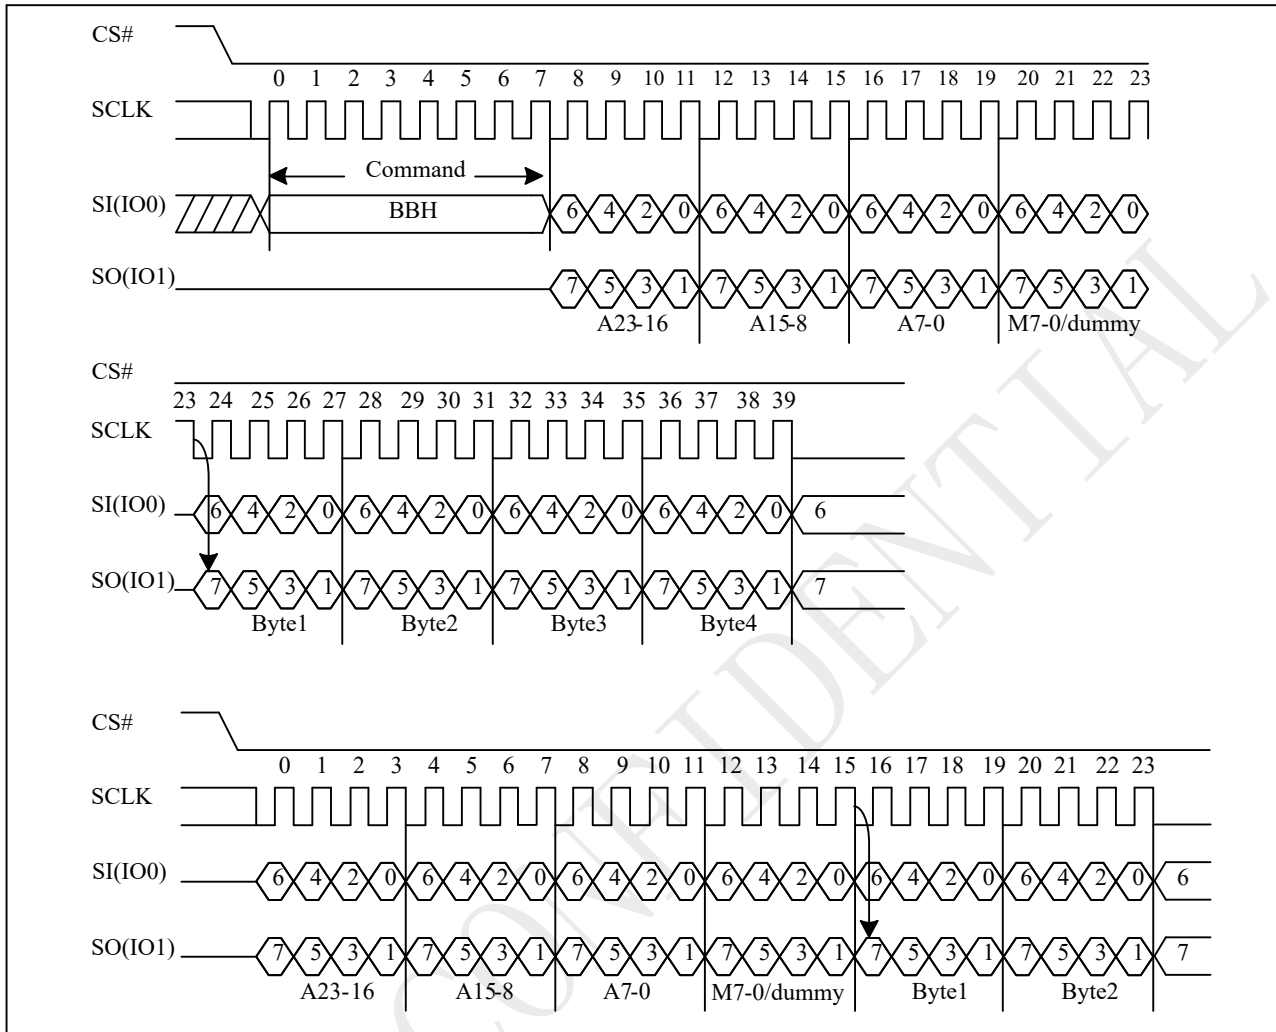 CS#
0 1 2 3 4 5 6 7 8 9 10 11 12 13 14 15 16 17 18 19 20 21 22 23
SCLK
Command
SI(IO0) BBH 6 4 2 0 6 4 2 0 6 4 2 0 6 4 2 0
SO(IO1) 7 5 3 1 7 5 3 1 7 5 3 1 7 5 3 1
A23-16 A15-8 A7-0 M7-0/dummy
CS#
23 24 25 26 27 28 29 30 31 32 33 34 35 36 37 38 39
SCLK
SI(IO0) 6 4 2 0 6 4 2 0 6 4 2 0 6 4 2 0 6
SO(IO1) 7 5 3 1 7 5 3 1 7 5 3 1 7 5 3 1 7
Byte1 Byte2 Byte3 Byte4
CS#
0 1 2 3 4 5 6 7 8 9 10 11 12 13 14 15 16 17 18 19 20 21 22 23
SCLK
SI(IO0) 6 4 2 0 6 4 2 0 6 4 2 0 6 4 2 0 6 4 2 0 6 4 2 0 6
SO(IO1) 7 5 3 1 7 5 3 1 7 5 3 1 7 5 3 1 7 5 3 1 7 5 3 1 7
A23-16 A15-8 A7-0 M7-0/dummy Byte1 Byte2
CONFIDENTIAL